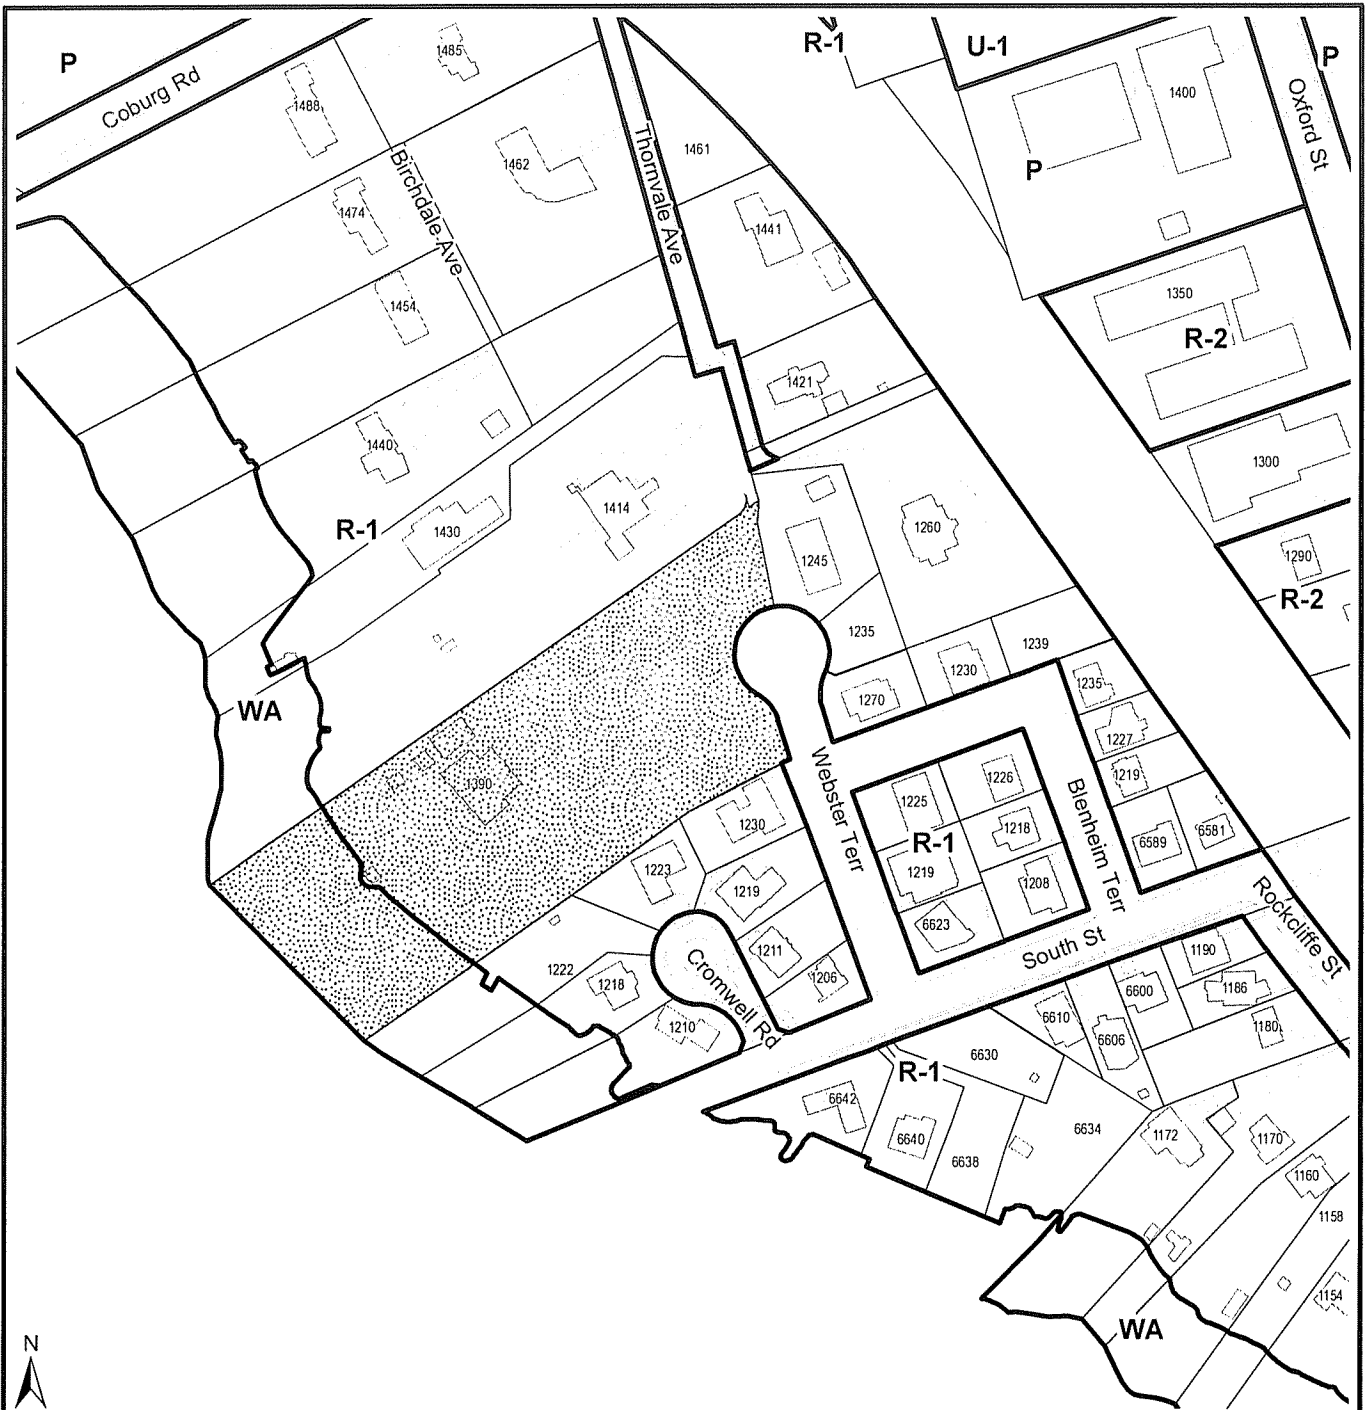 P
Coburg Rd
1488
1485
R-1
U-1
P
Oxford St
1400
P
1461
1462
Birchdale Ave
Thornvale Ave
1474
1441
1454
1350
R-2
1421
1440
1300
R-1
1430
1414
1260
1245
1290
R-2
1235
1239
1230
1270
1235
WA
1227
1219
1390
Webster Terr
1225
1226
Blenheim Terr
1230
R-1
1218
6589
6581
1223
1219
1219
1208
6623
Rockcliffe St
1211
South St
1222
1218
1206
Cromwell Rd
1190
6600
1186
1210
6610
6606
1180
R-1
6630
6642
6640
6638
6634
1172
1170
1160
1158
1154
WA
N